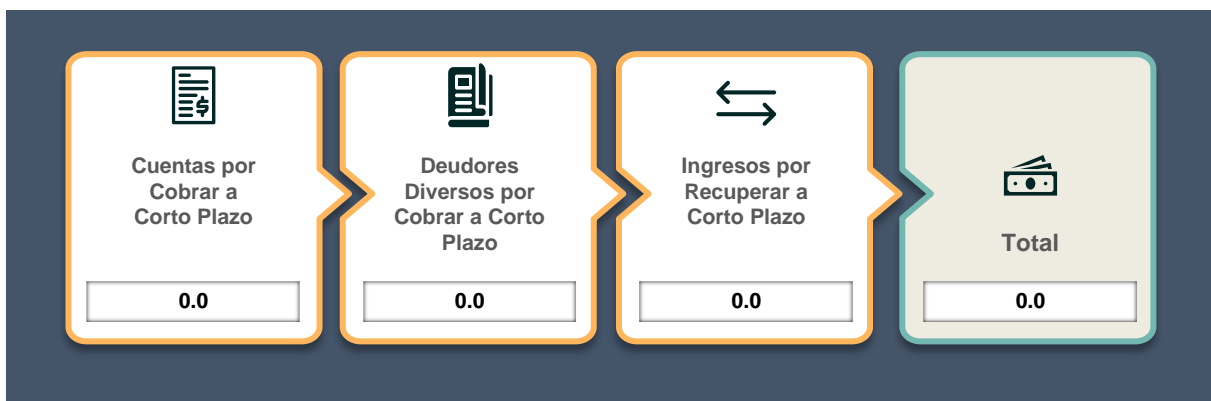 Cuentas por
Cobrar a
Corto Plazo
0.0
Deudores
Diversos por
Cobrar a Corto
Plazo
0.0
Ingresos por
Recuperar a
Corto Plazo
0.0
Total
0.0